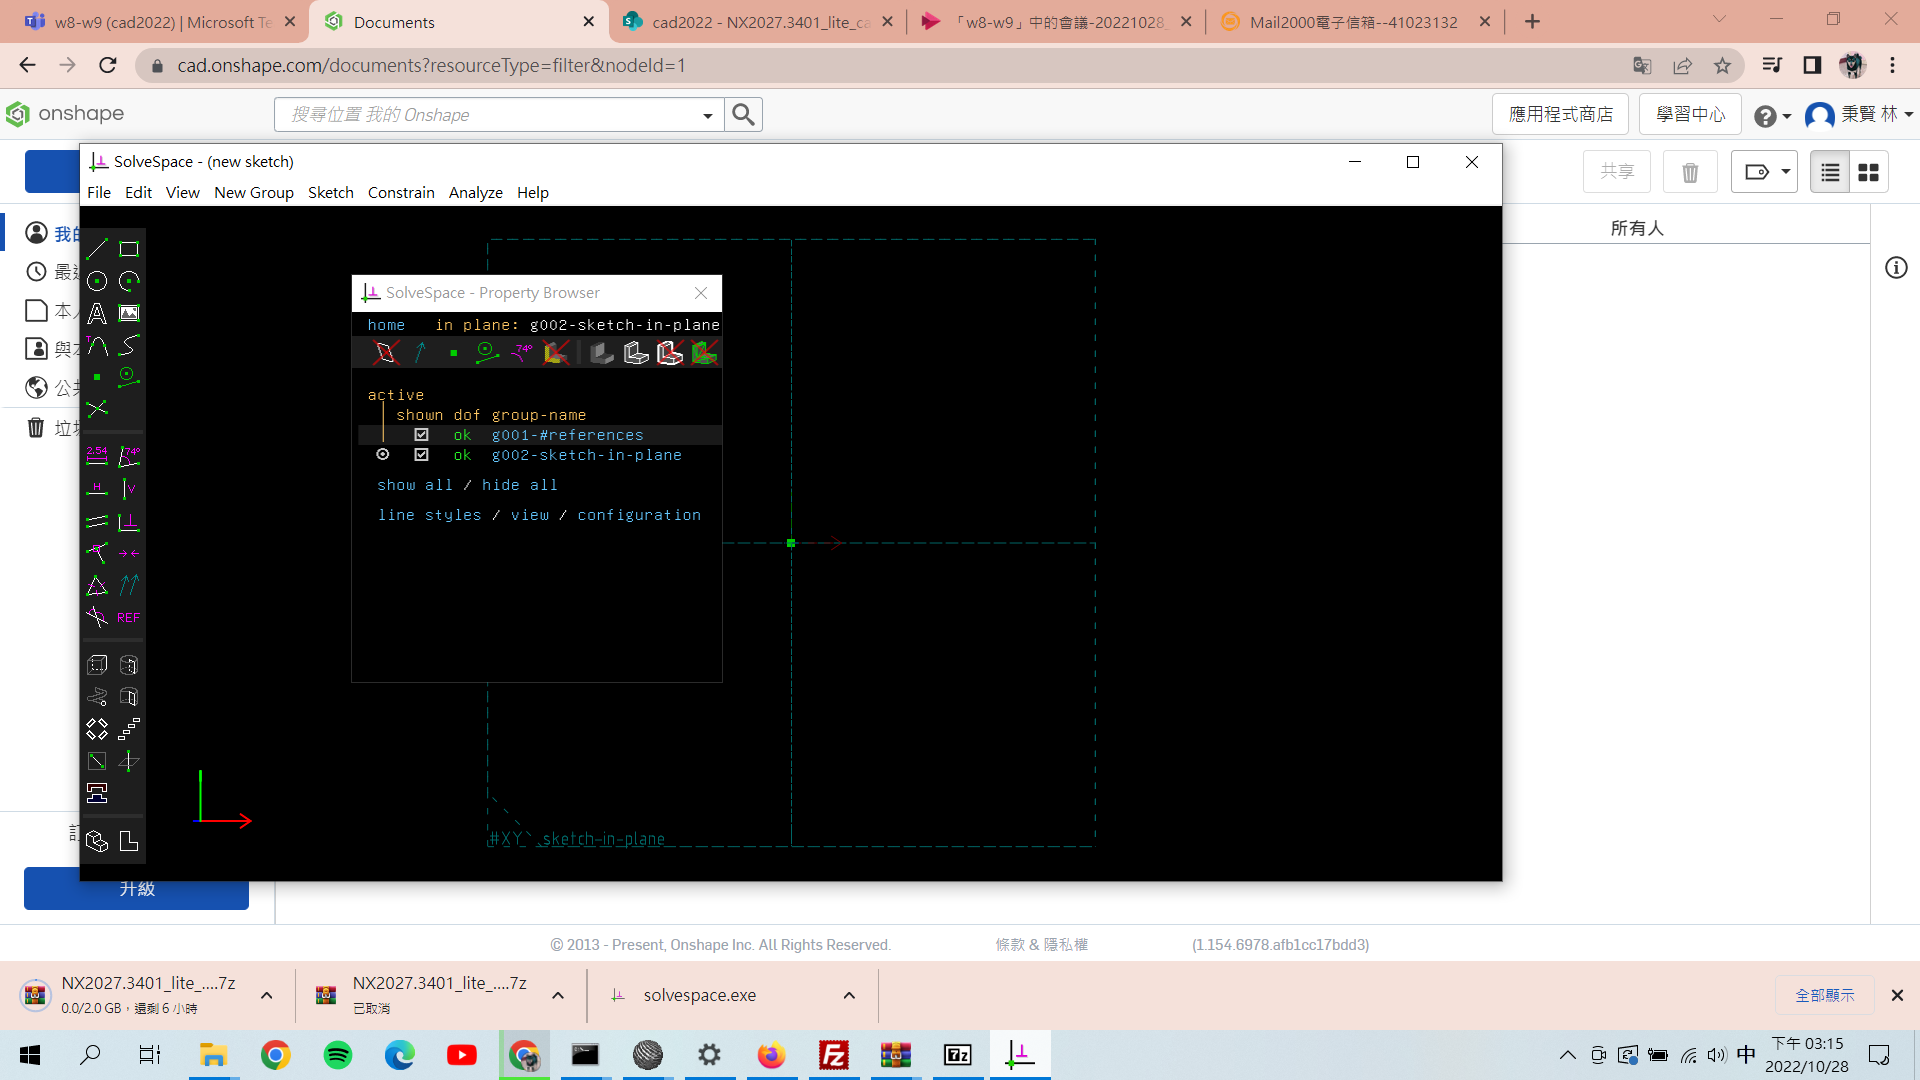 w8-w9 (cad2022) | Microsoft Te
Documents
cad2022 - NX2027.3401_lite_ca
「w8-w9」中的會議-20221028_
Mail2000電子信箱--41023132
cad.onshape.com/documents?resourceType=filter&nodeId=1
onshape
搜尋位置 我的 Onshape
應用程式商店
學習中心
秉賢 林
SolveSpace - (new sketch)
共享
File Edit View New Group Sketch Constrain Analyze Help
我的
所有人
最近
本人
與本
公共
垃圾
SolveSpace - Property Browser
home in plane: g002-sketch-in-plane
74º
active
shown dof group-name
ok g001-#references
ok g002-sketch-in-plane
show all / hide all
line styles / view / configuration
2.54
74º
H
V
REF
#XY
sketch-in-plane
升級
© 2013 - Present, Onshape Inc. All Rights Reserved.
條款 & 隱私權
(1.154.6978.afb1cc17bdd3)
NX2027.3401_lite_....7z
0.0/2.0 GB，還剩 6 小時
NX2027.3401_lite_....7z
已取消
solvespace.exe
全部顯示
中
下午 03:15
2022/10/28